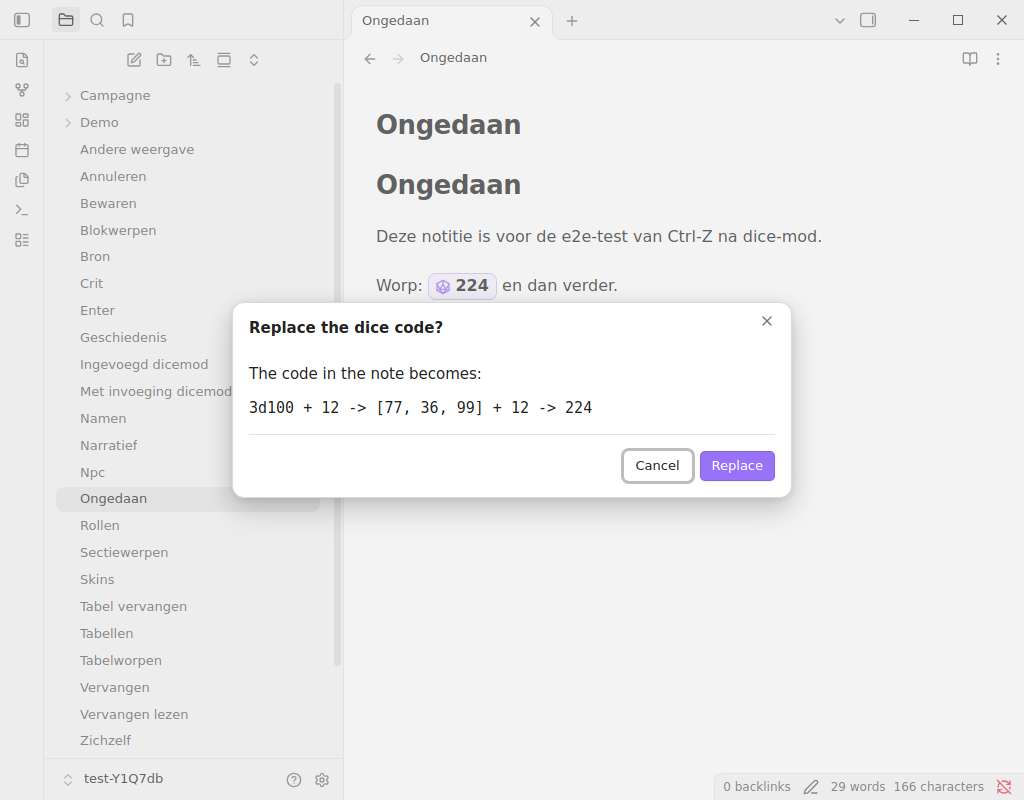 Ongedaan
Ongedaan
Campagne
Demo
Andere weergave
Annuleren
Bewaren
Blokwerpen
Bron
Crit
Enter
Geschiedenis
Ingevoegd dicemod
Met invoeging dicemod
Namen
Narratief
Npc
Ongedaan
Rollen
Sectiewerpen
Skins
Tabel vervangen
Tabellen
Tabelworpen
Vervangen
Vervangen lezen
Zichzelf
test-Y1Q7db
Ongedaan
Ongedaan
Deze notitie is voor de e2e-test van Ctrl-Z na dice-mod.
Worp: 224 en dan verder.
Replace the dice code?
The code in the note becomes:
3d100 + 12 -> [77, 36, 99] + 12 -> 224
Cancel Replace
0 backlinks 29 words 166 characters